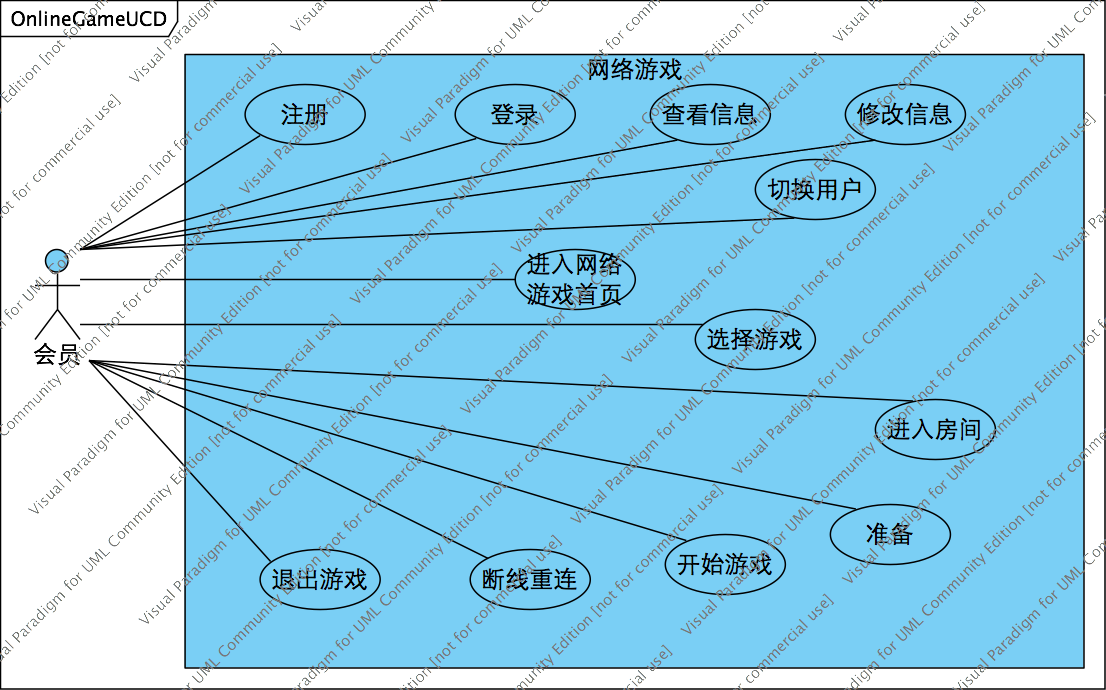 OnlineGameUCD
网络游戏
注册
登录
查看信息
修改信息
切换用户
进入网络
游戏首页
选择游戏
会员
进入房间
准备
开始游戏
断线重连
退出游戏
Visual Paradigm for UML Community Edition [not for commercial use]